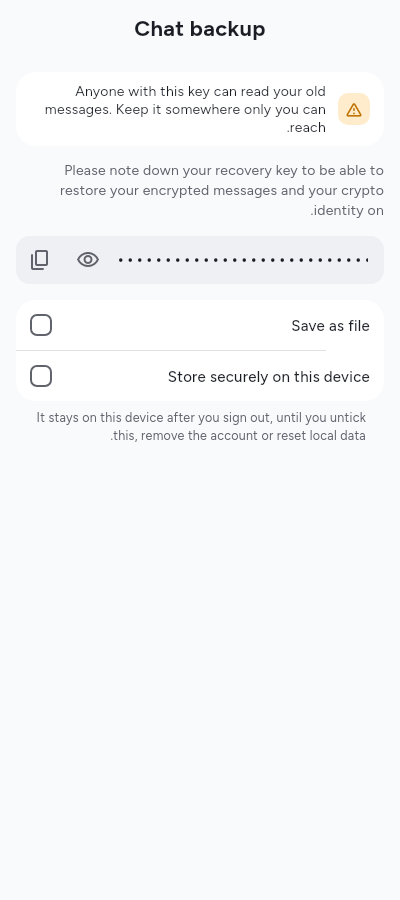 Chat backup
Anyone with this key can read your old
messages. Keep it somewhere only you can
.reach
Please note down your recovery key to be able to
restore your encrypted messages and your crypto
.identity on
Save as file
Store securely on this device
It stays on this device after you sign out, until you untick
.this, remove the account or reset local data